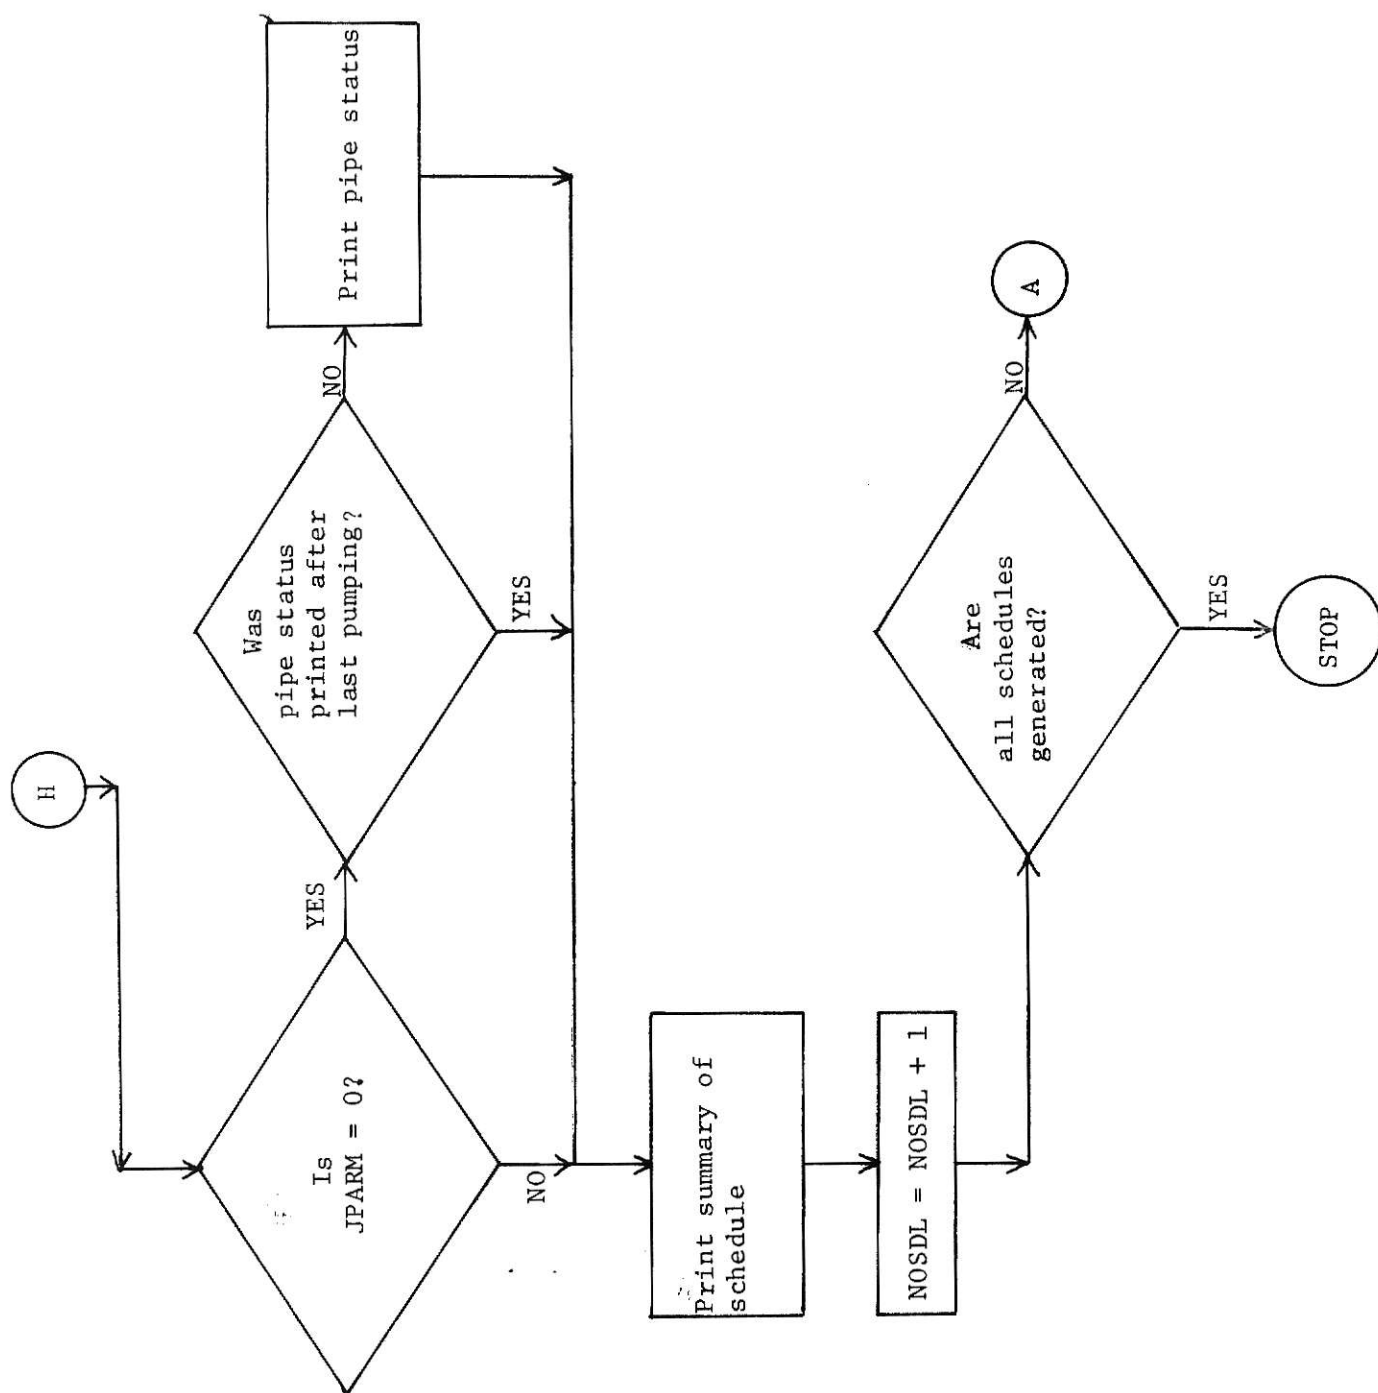 H
Is
JPARM = 0?
YES
NO
Was
pipe status
printed after
last pumping?
NO
YES
Print pipe status
Print summary of
schedule
NOSDL = NOSDL + 1
Are
all schedules
generated?
NO
A
YES
STOP